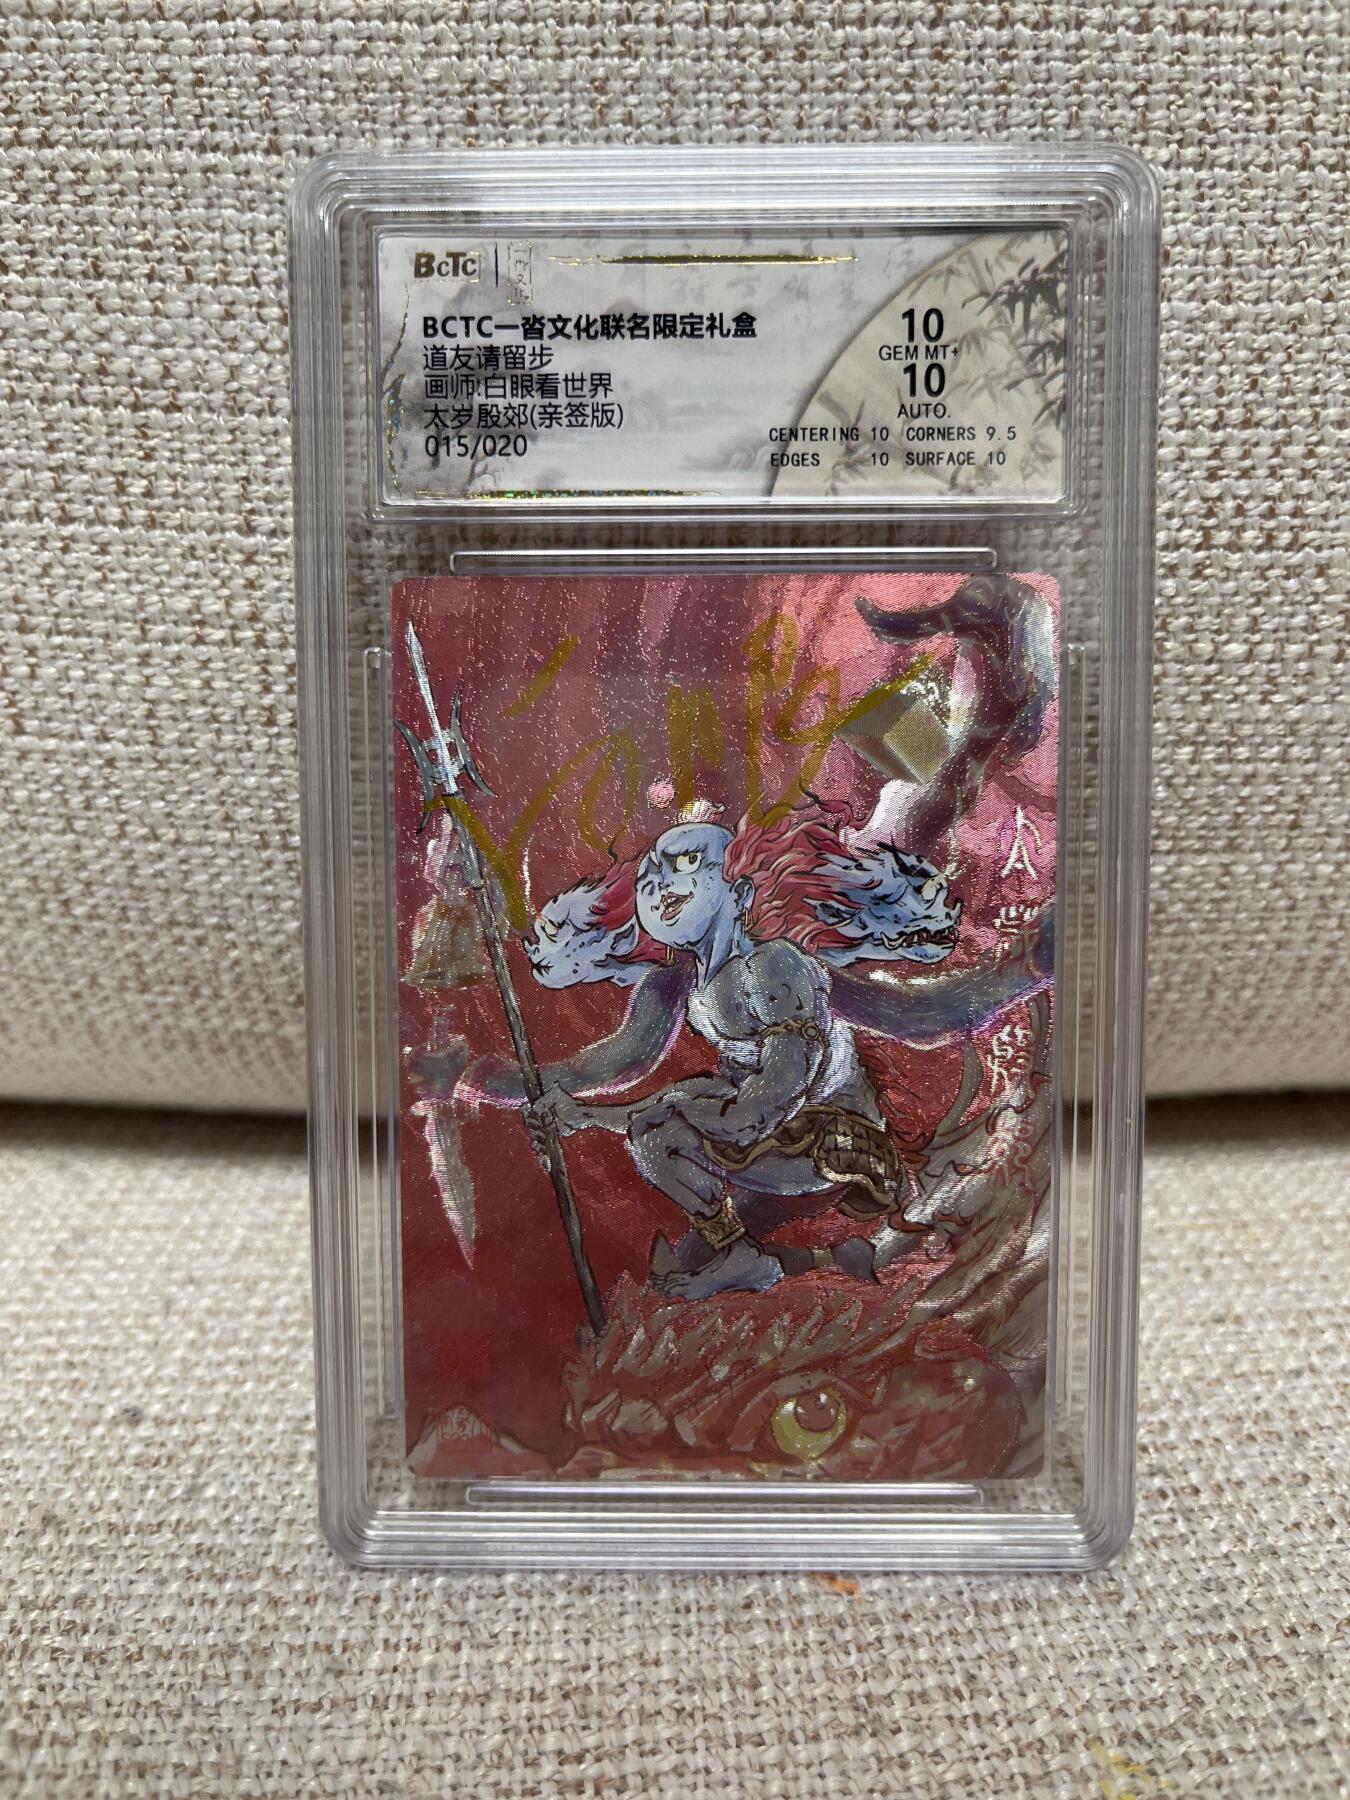 BCTC
BCTC一沓文化联名限定礼盒
道友请留步
画师:白眼看世界
太岁殷郊(亲签版)
015/020
10
GEM MT+
10
AUTO.
CENTERING 10 CORNERS 9.5
EDGES 10 SURFACE 10